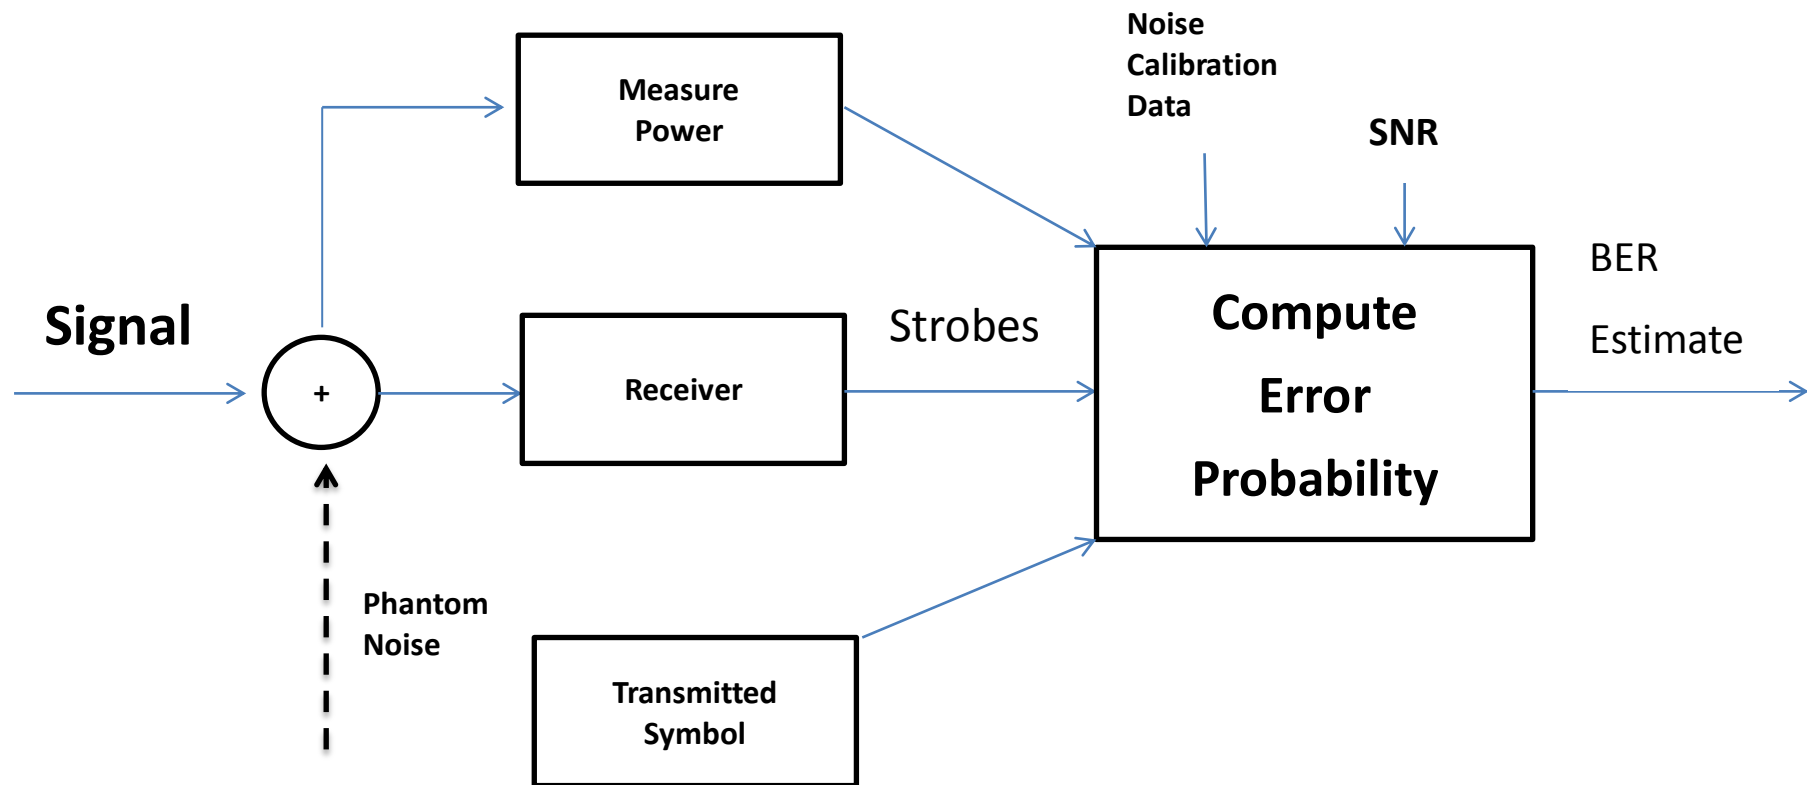 Noise
Calibration
Data
Measure
Power
SNR
BER
Estimate
Signal
+
Receiver
Strobes
Compute
Error
Probability
Phantom
Noise
Transmitted
Symbol